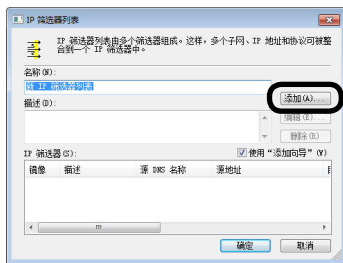 IP 筛选器列表
IP 筛选器列表由多个筛选器组成。这样，多个子网、IP 地址和协议可被整
合到一个 IP 筛选器中。
名称(N):
新 IP 筛选器列表
添加(A)...
描述(D):
编辑(E)...
删除(R)
IP 筛选器(S):
使用“添加向导”(W)
镜像 描述 源 DNS 名称 源地址
确定 取消